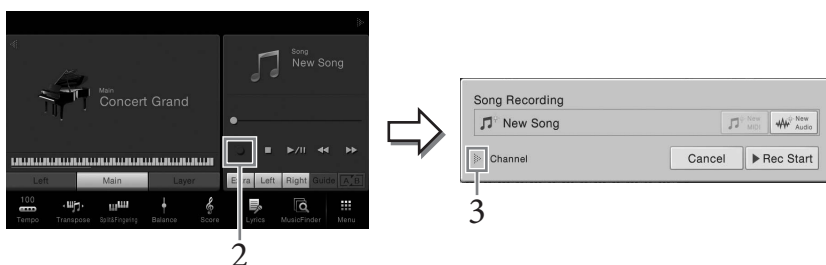 Song
New Song
Main
Concert Grand
Left Main Layer
Extra Left Right Guide A B
100
Tempo Transpose Split&Fingering Balance Score Lyrics MusicFinder Menu
2
Song Recording
New Song
New MIDI
New Audio
Channel
Cancel
Rec Start
3